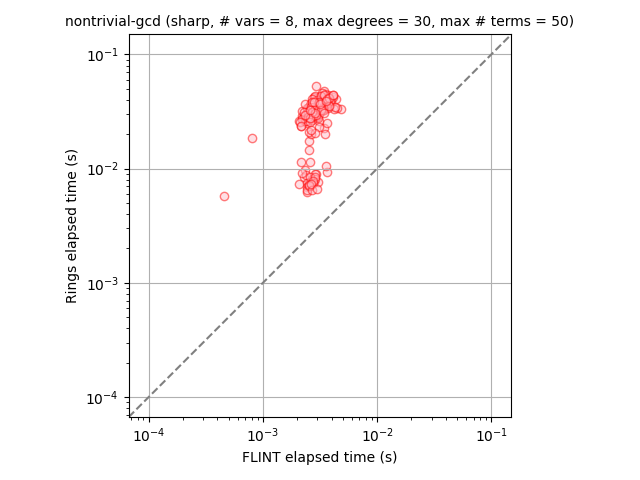 nontrivial-gcd (sharp, # vars = 8, max degrees = 30, max # terms = 50)
Rings elapsed time (s)
10⁻¹
10⁻²
10⁻³
10⁻⁴
10⁻⁴ 10⁻³ 10⁻² 10⁻¹
FLINT elapsed time (s)